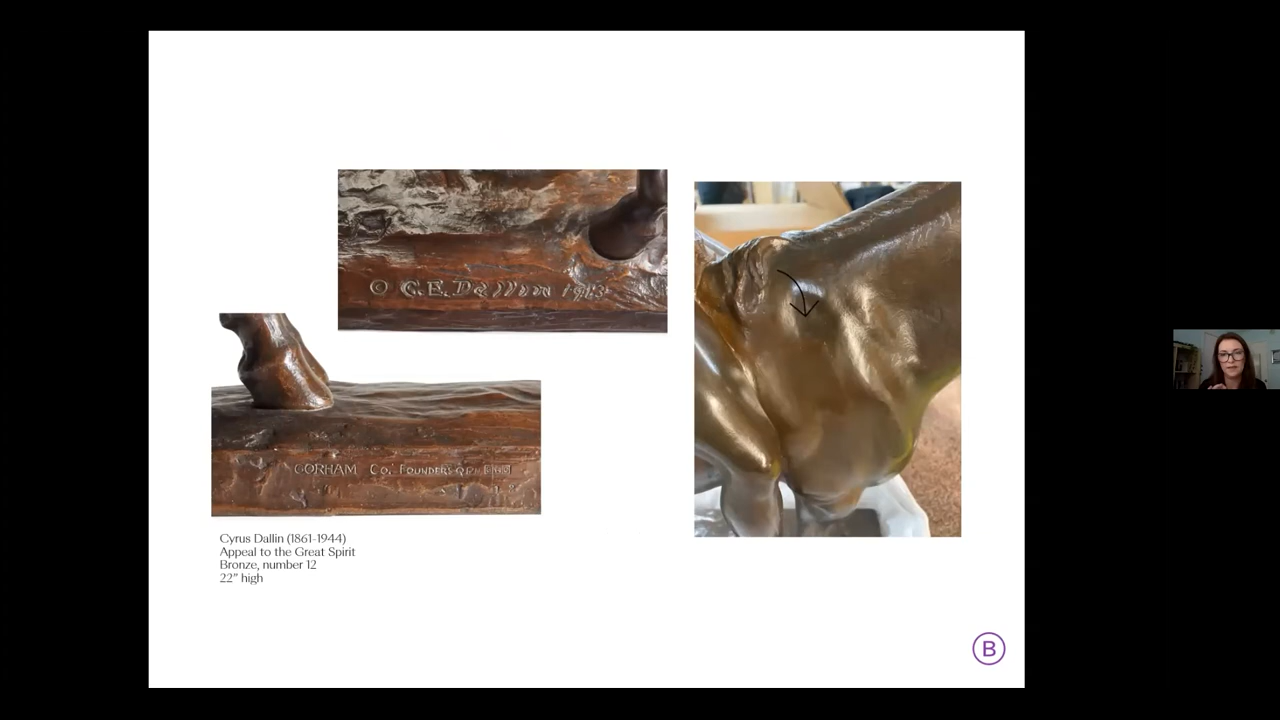 © C.E. Dallin 1913
GORHAM Co. FOUNDERS
Cyrus Dallin (1861-1944)
Appeal to the Great Spirit
Bronze, number 12
22" high
B